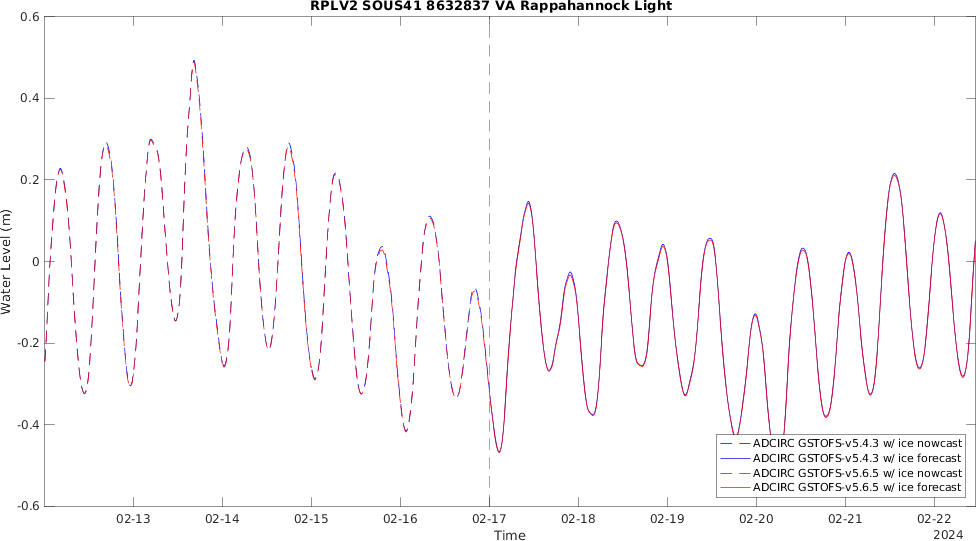 RPLV2 SOUS41 8632837 VA Rappahannock Light
0.6
0.4
0.2
0
-0.2
-0.4
-0.6
Water Level (m)
ADCIRC GSTOFS-v5.4.3 w/ ice nowcast
ADCIRC GSTOFS-v5.4.3 w/ ice forecast
ADCIRC GSTOFS-v5.6.5 w/ ice nowcast
ADCIRC GSTOFS-v5.6.5 w/ ice forecast
02-13 02-14 02-15 02-16 02-17 02-18 02-19 02-20 02-21 02-22
Time 2024